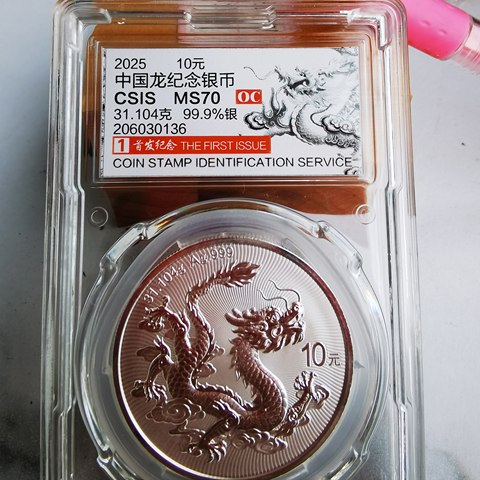 2025 10元
中国龙纪念银币
CSIS MS70 OC
31.104克 99.9%银
206030136
1 首发纪念 THE FIRST ISSUE
COIN STAMP IDENTIFICATION SERVICE
31.104g Ag999
10元